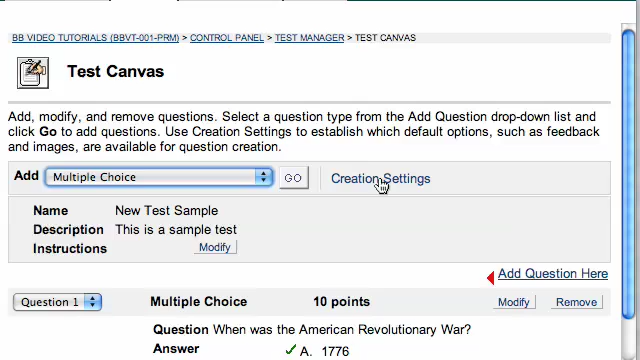 BB VIDEO TUTORIALS (BBVT-001-PRM) > CONTROL PANEL > TEST MANAGER > TEST CANVAS
Test Canvas
Add, modify, and remove questions. Select a question type from the Add Question drop-down list and
click Go to add questions. Use Creation Settings to establish which default options, such as feedback
and images, are available for question creation.
Add Multiple Choice GO Creation Settings
Name New Test Sample
Description This is a sample test
Instructions Modify
Add Question Here
Question 1 Multiple Choice 10 points Modify Remove
Question When was the American Revolutionary War?
Answer A. 1776